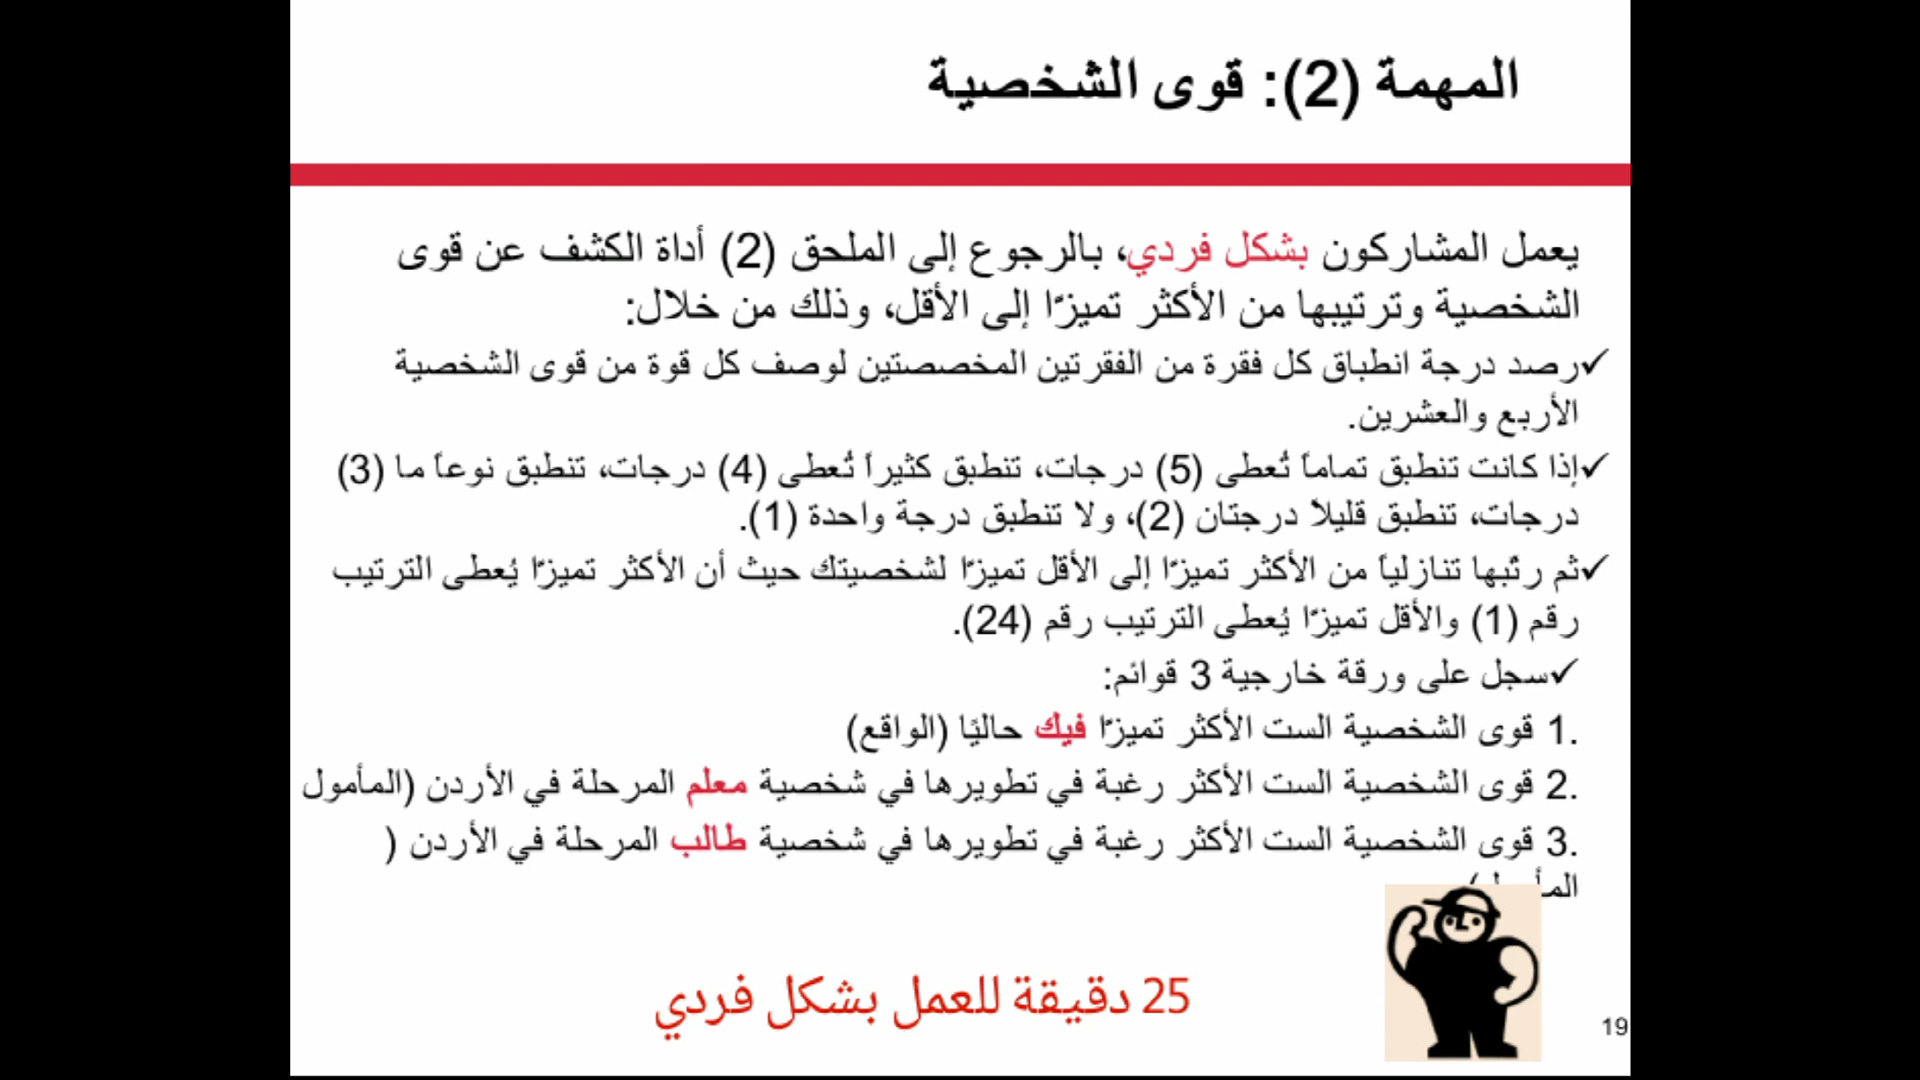 المهمة (2): قوى الشخصية
يعمل المشاركون بشكل فردي، بالرجوع إلى الملحق (2) أداة الكشف عن قوى
الشخصية وترتيبها من الأكثر تميزًا إلى الأقل، وذلك من خلال:
✓رصد درجة انطباق كل فقرة من الفقرتين المخصصتين لوصف كل قوة من قوى الشخصية
الأربع والعشرين.
✓إذا كانت تنطبق تماماً تُعطى (5) درجات، تنطبق كثيراً تُعطى (4) درجات، تنطبق نوعاً ما (3)
درجات، تنطبق قليلاً درجتان (2)، ولا تنطبق درجة واحدة (1).
✓ثم رتّبها تنازلياً من الأكثر تميزًا إلى الأقل تميزًا لشخصيتك حيث أن الأكثر تميزًا يُعطى الترتيب
رقم (1) والأقل تميزًا يُعطى الترتيب رقم (24).
✓سجل على ورقة خارجية 3 قوائم:
1. قوى الشخصية الست الأكثر تميزًا فيك حاليًا (الواقع)
2. قوى الشخصية الست الأكثر رغبة في تطويرها في شخصية معلم المرحلة في الأردن (المأمول
3. قوى الشخصية الست الأكثر رغبة في تطويرها في شخصية طالب المرحلة في الأردن (
25 دقيقة للعمل بشكل فردي
19